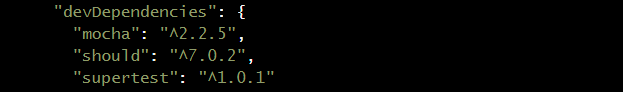 "devDependencies": {
"mocha": "^2.2.5",
"should": "^7.0.2",
"supertest": "^1.0.1"